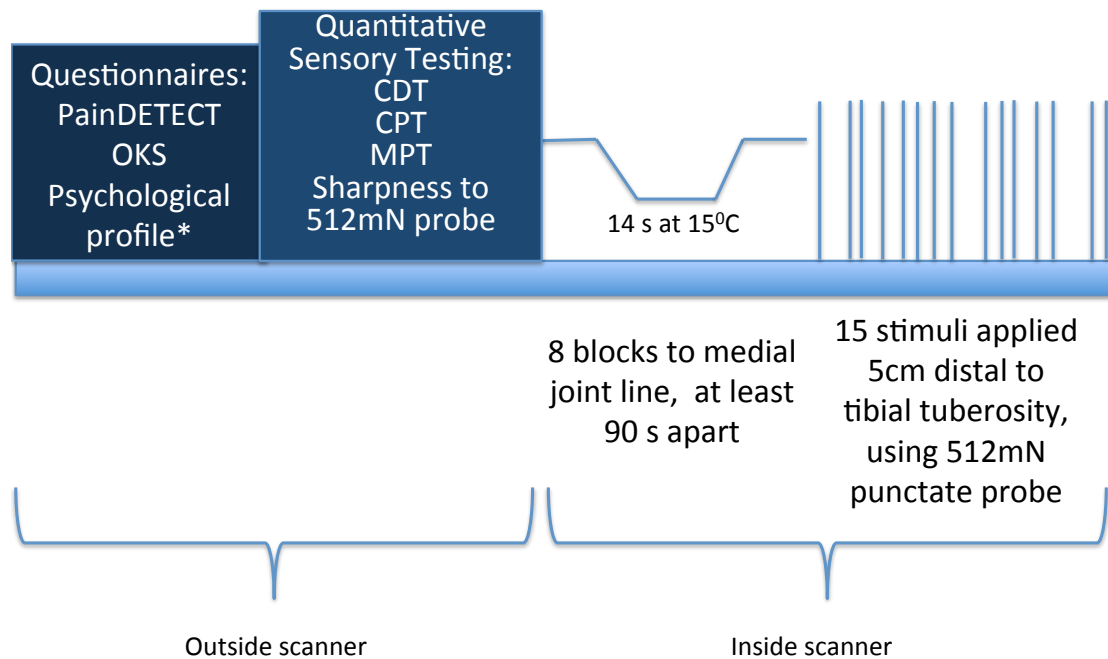 Questionnaires:
PainDETECT
OKS
Psychological
profile*
Quantitative
Sensory Testing:
CDT
CPT
MPT
Sharpness to
512mN probe
14 s at 15⁰C
8 blocks to medial
joint line, at least
90 s apart
15 stimuli applied
5cm distal to
tibial tuberosity,
using 512mN
punctate probe
Outside scanner
Inside scanner